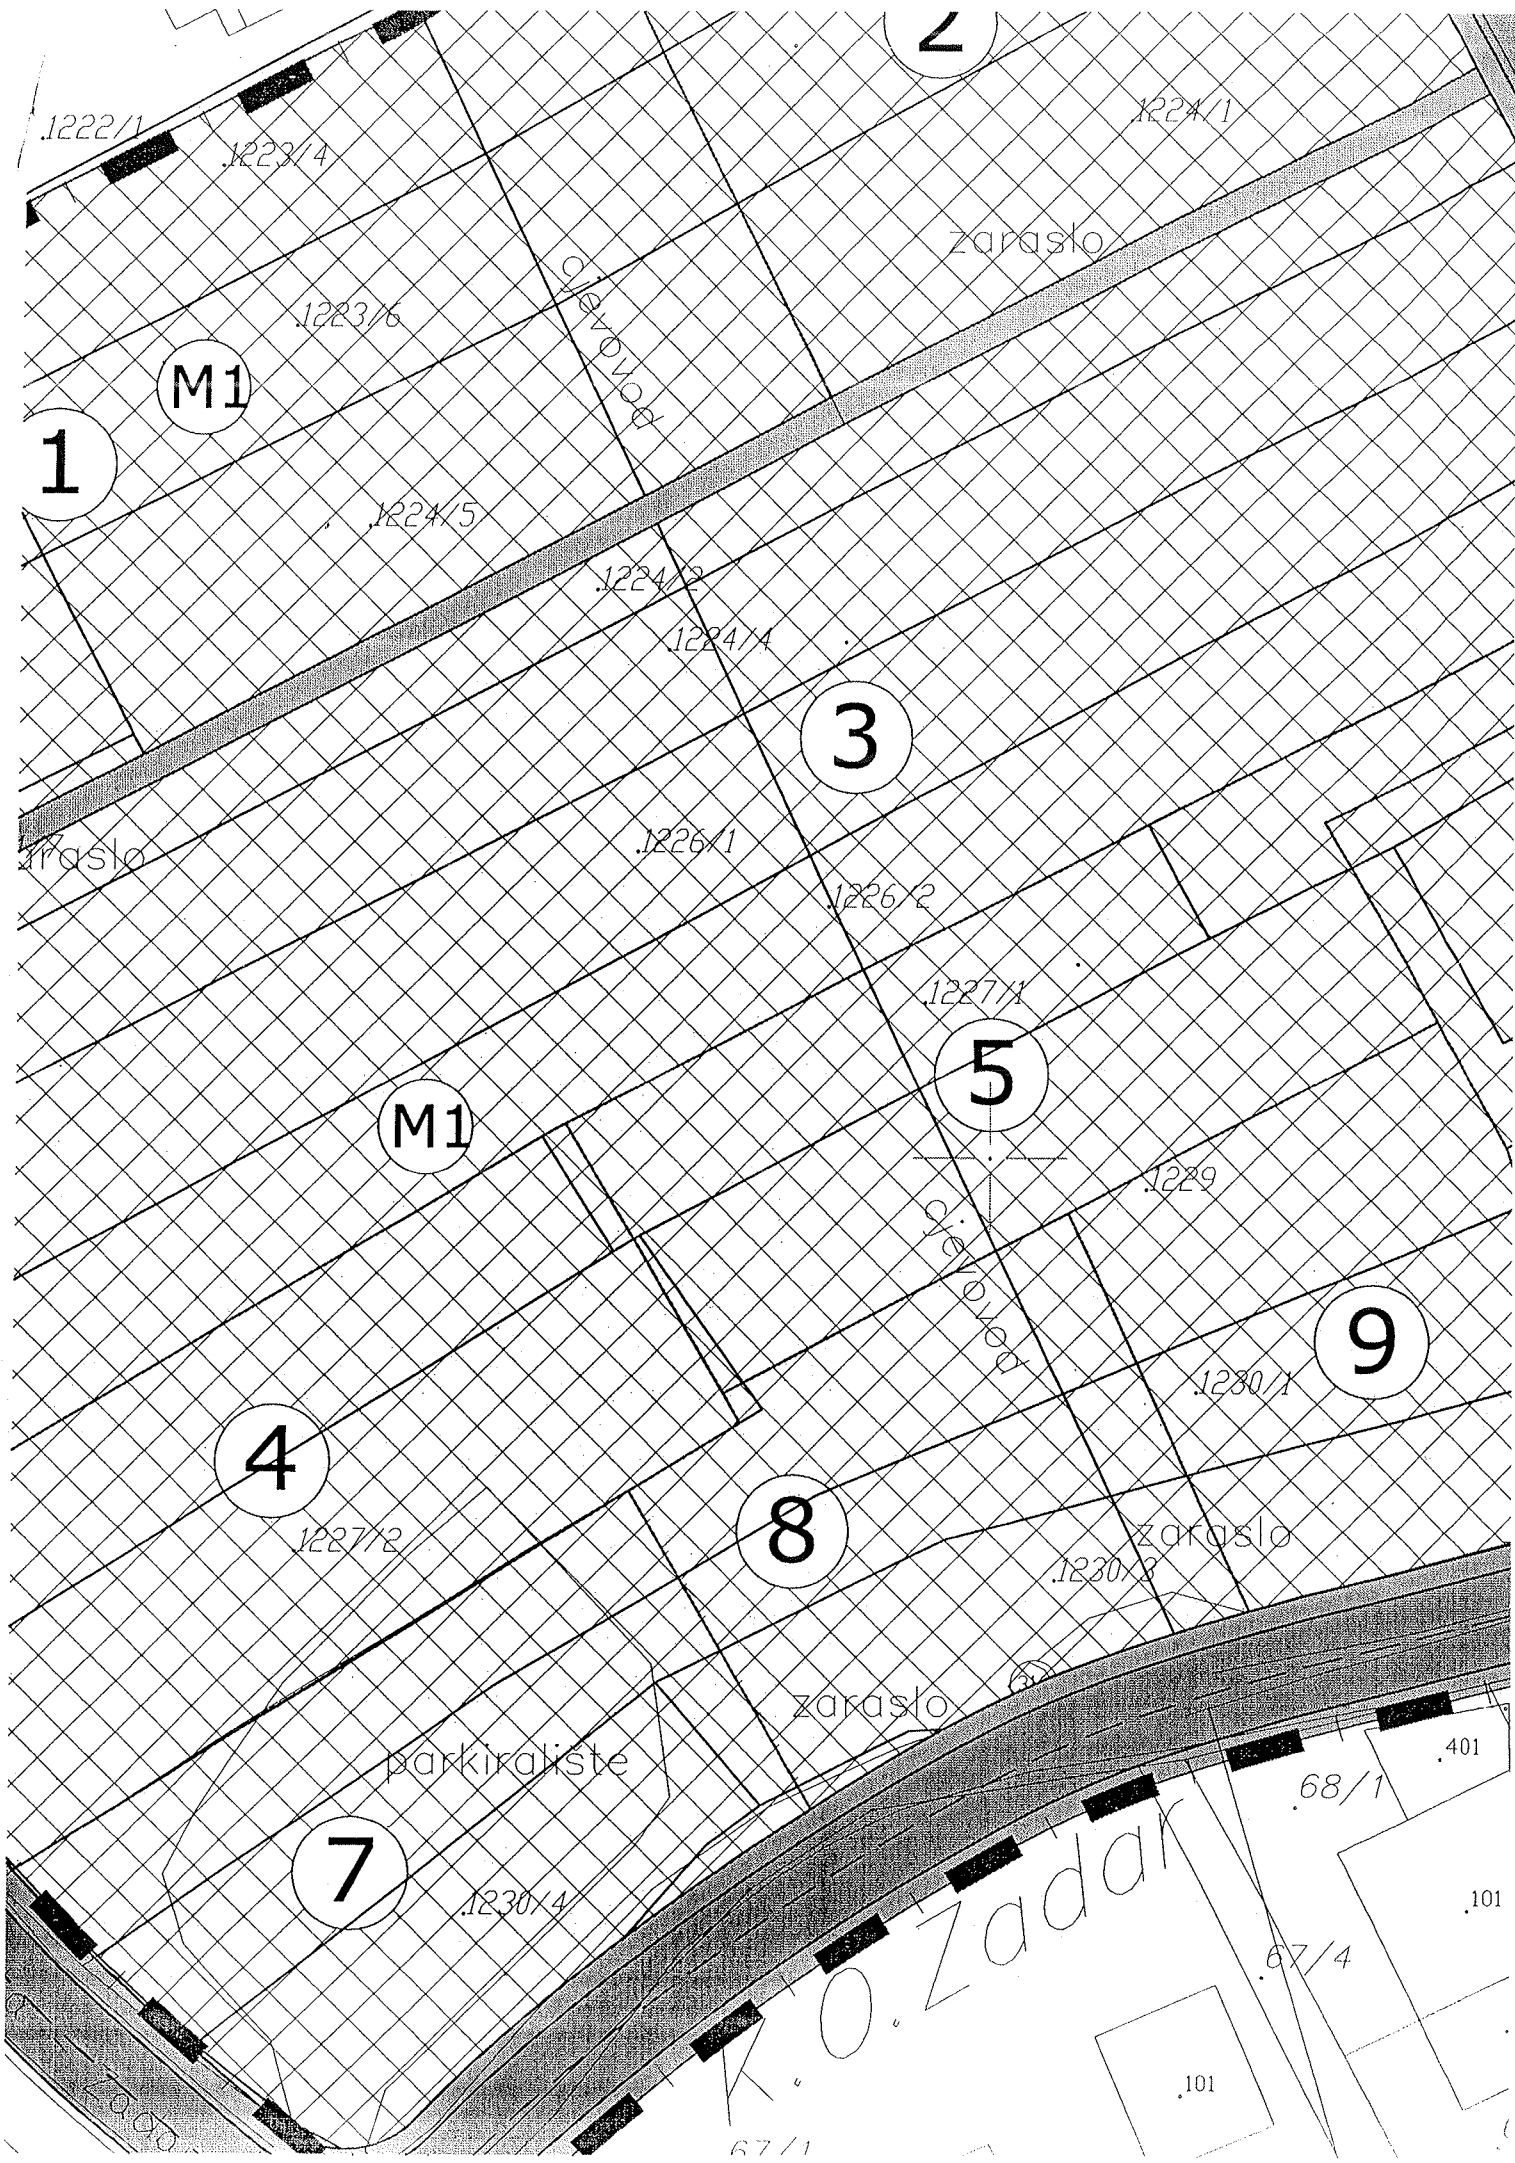 2
.1222/1
.1223/4
.1224/1
zaraslo
cjevovod
.1223/6
M1
1
.1224/5
.1224/2
.1224/4
3
.1226/1
araslo
.1226/2
.1227/1
5
M1
.1229
cjevovod
9
.1230/1
4
8
.1227/2
zaraslo
.1230/3
zaraslo
parkiralište
.401
68/1
7
.1230/4
.101
67/4
K. O. Zadar
.101
67/1